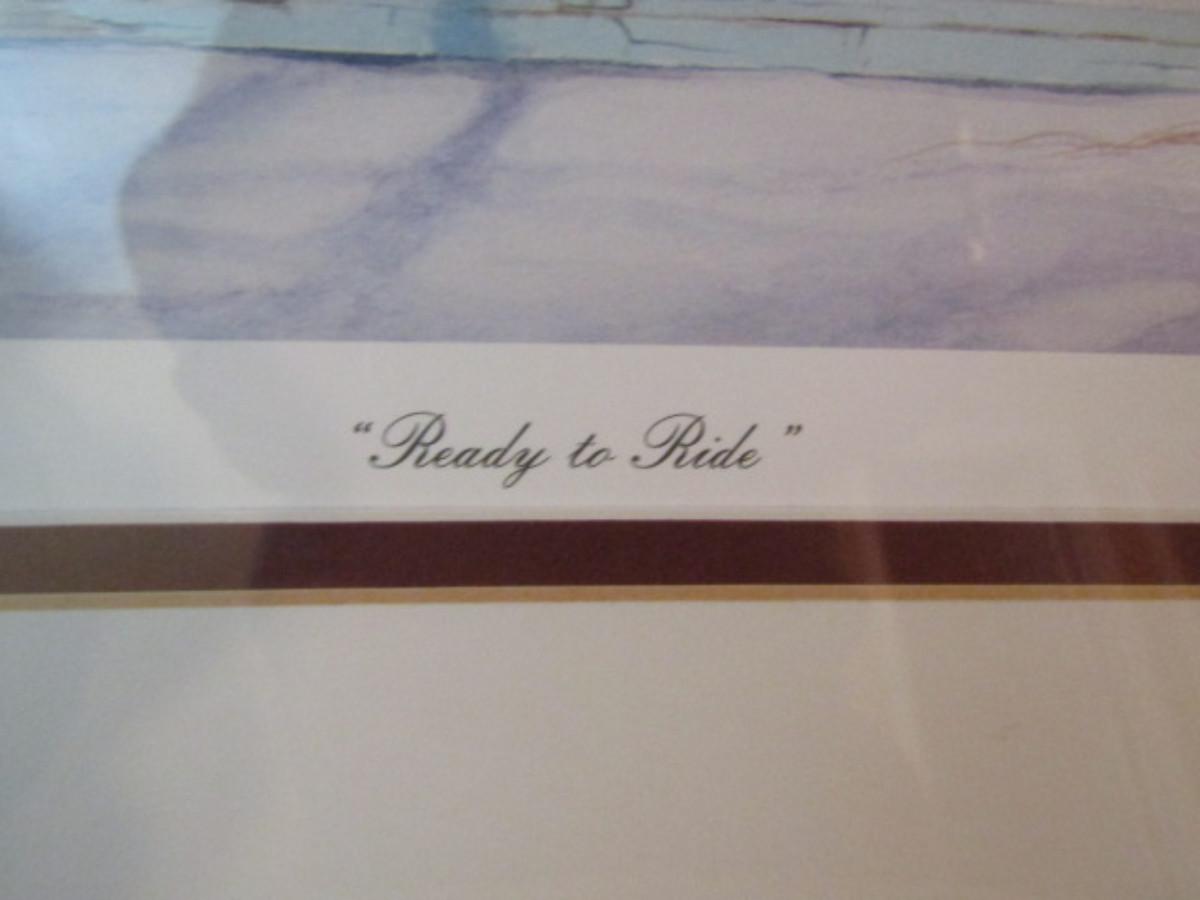 “Ready to Ride”